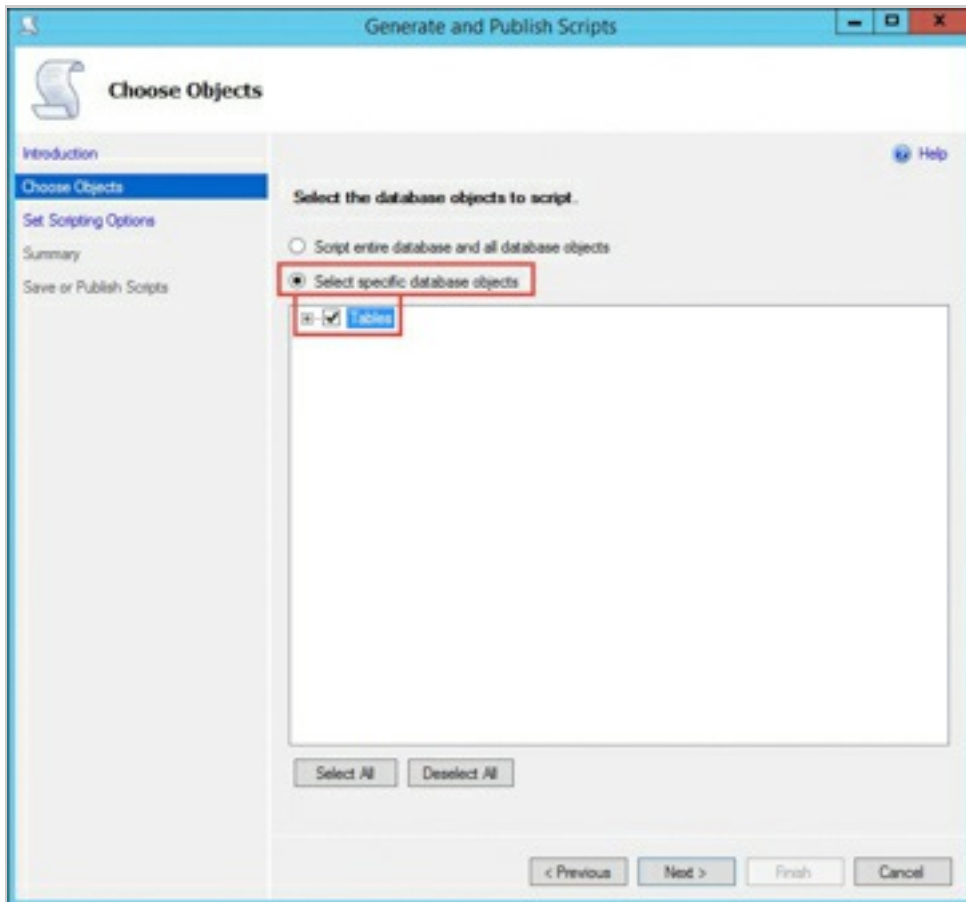 Generate and Publish Scripts
Choose Objects
Introduction
Help
Choose Objects
Select the database objects to script.
Set Scripting Options
Script entire database and all database objects
Summary
Select specific database objects
Save or Publish Scripts
Tables
Select All
Deselect All
< Previous
Next >
Finish
Cancel